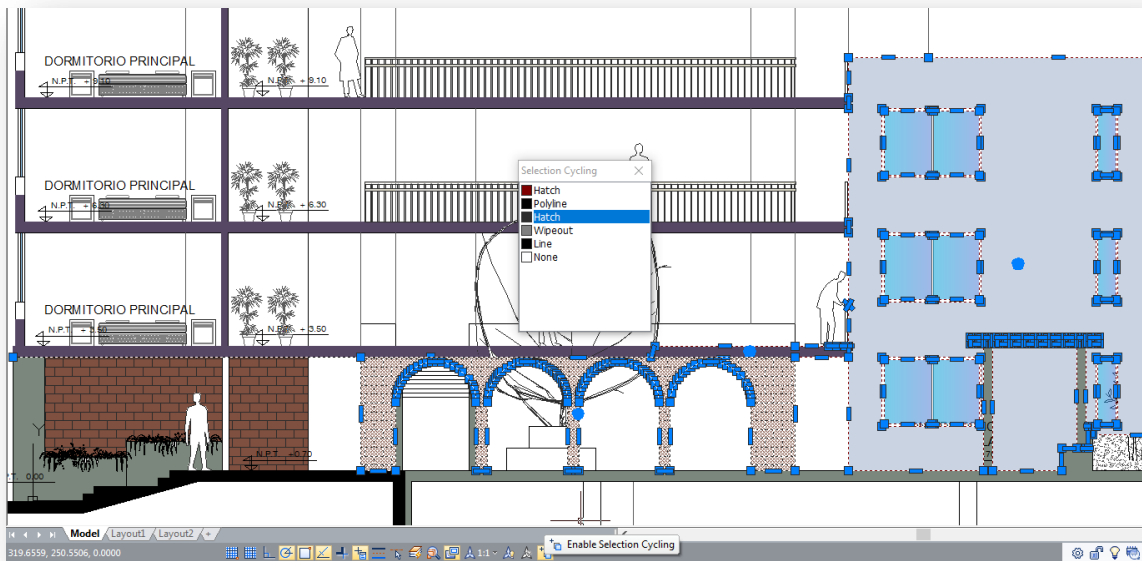 DORMITORIO PRINCIPAL
N.P.T. + 9.10
N.P.T. + 9.10
Selection Cycling
Hatch
Polyline
Hatch
Wipeout
Line
None
DORMITORIO PRINCIPAL
N.P.T. + 6.30
N.P.T. + 6.30
DORMITORIO PRINCIPAL
N.P.T. + 3.50
N.P.T. + 3.50
Y
N.P.T. +0.70
P.T. 0.00
Model
Layout1
Layout2
+
319.6559, 250.5506, 0.0000
1:1
Enable Selection Cycling